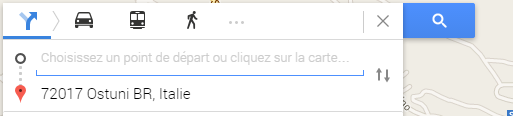 Choisissez un point de départ ou cliquez sur la carte...
72017 Ostuni BR, Italie